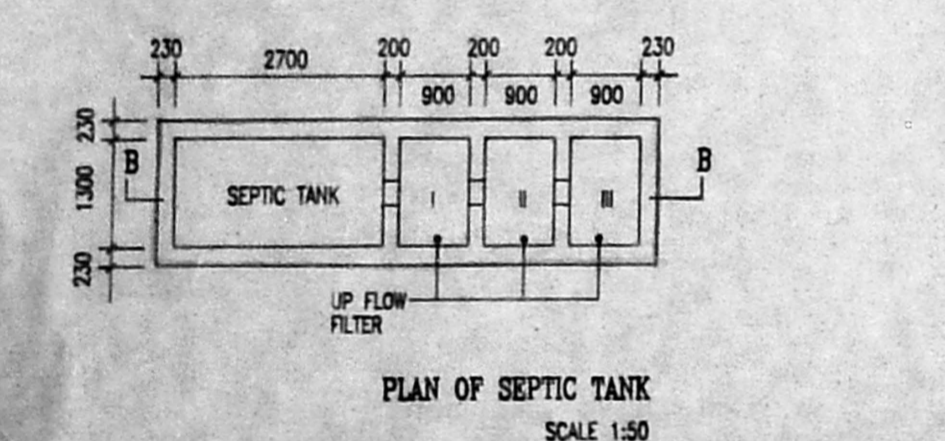 230 2700 200 200 200 230
900 900 900
230
B B
1300
SEPTIC TANK I II III
230
UP FLOW
FILTER
PLAN OF SEPTIC TANK
SCALE 1:50